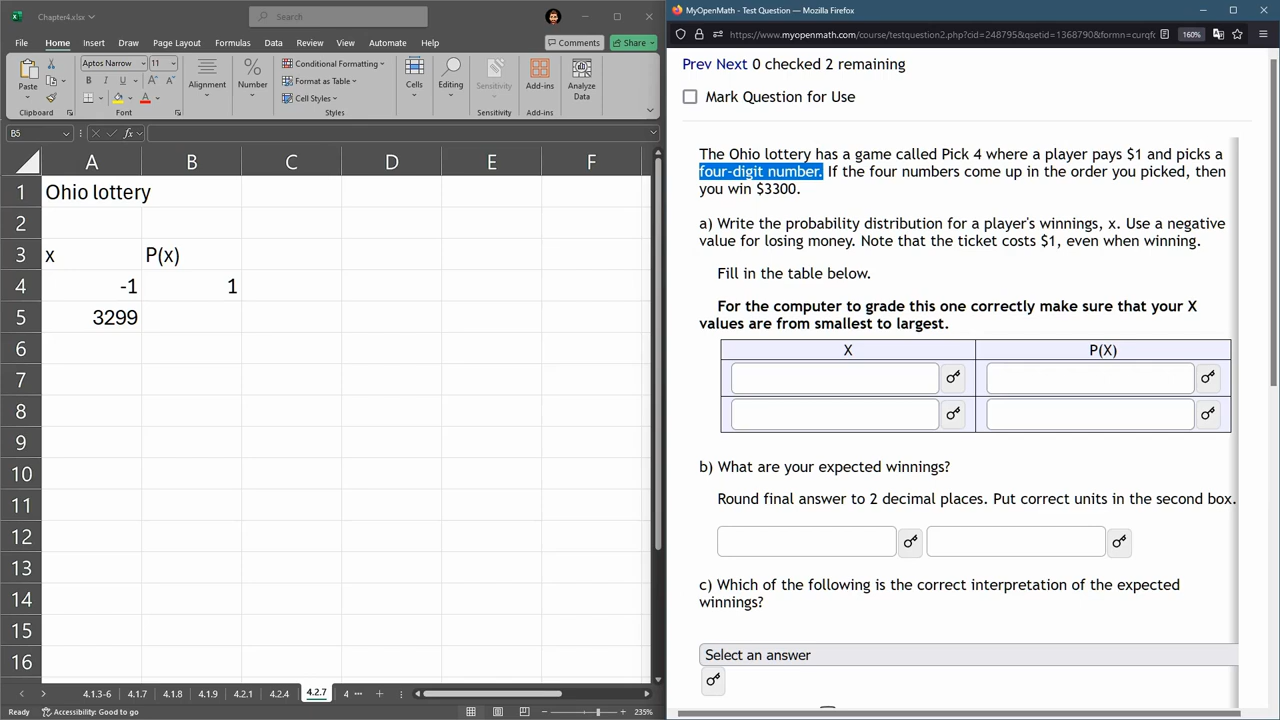 Chapter4.xlsx
Search
File Home Insert Draw Page Layout Formulas Data Review View Automate Help Comments Share
Paste
Clipboard
Aptos Narrow 11
A A
B A
Font
Alignment
Number
Conditional Formatting
Format as Table
Cell Styles
Styles
Cells
Editing
Sensitivity
Sensitivity
Add-ins
Add-ins
Analyze
Data
B5 fx
A B C D E F
1 Ohio lottery
2
3 x P(x)
4 -1 1
5 3299
6
7
8
9
10
11
12
13
14
15
16
4.1.3-6 4.1.7 4.1.8 4.1.9 4.2.1 4.2.4 4.2.7 4 ...
Ready Accessibility: Good to go 235%
MyOpenMath - Test Question — Mozilla Firefox
https://www.myopenmath.com/course/testquestion2.php?cid=248795&qsetid=1368790&formn=curqfo 160%
Prev Next 0 checked 2 remaining
Mark Question for Use
The Ohio lottery has a game called Pick 4 where a player pays $1 and picks a
four-digit number. If the four numbers come up in the order you picked, then
you win $3300.
a) Write the probability distribution for a player's winnings, x. Use a negative
value for losing money. Note that the ticket costs $1, even when winning.
Fill in the table below.
For the computer to grade this one correctly make sure that your X
values are from smallest to largest.
X P(X)
b) What are your expected winnings?
Round final answer to 2 decimal places. Put correct units in the second box.
c) Which of the following is the correct interpretation of the expected
winnings?
Select an answer